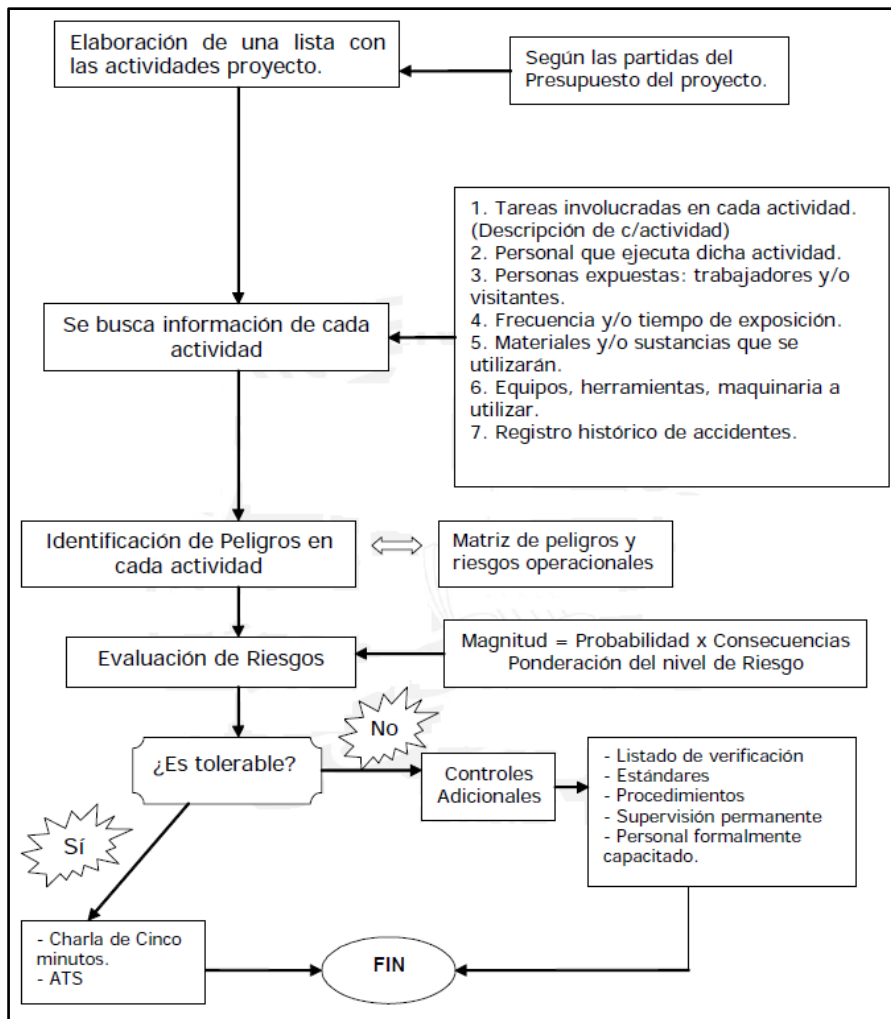 Elaboración de una lista con
las actividades proyecto.
Según las partidas del
Presupuesto del proyecto.
1. Tareas involucradas en cada actividad.
(Descripción de c/actividad)
2. Personal que ejecuta dicha actividad.
3. Personas expuestas: trabajadores y/o
visitantes.
4. Frecuencia y/o tiempo de exposición.
5. Materiales y/o sustancias que se
utilizarán.
6. Equipos, herramientas, maquinaria a
utilizar.
7. Registro histórico de accidentes.
Se busca información de cada
actividad
Identificación de Peligros en
cada actividad
Matriz de peligros y
riesgos operacionales
Evaluación de Riesgos
Magnitud = Probabilidad x Consecuencias
Ponderación del nivel de Riesgo
¿Es tolerable?
No
Controles
Adicionales
- Listado de verificación
- Estándares
- Procedimientos
- Supervisión permanente
- Personal formalmente
capacitado.
Sí
- Charla de Cinco
minutos.
- ATS
FIN